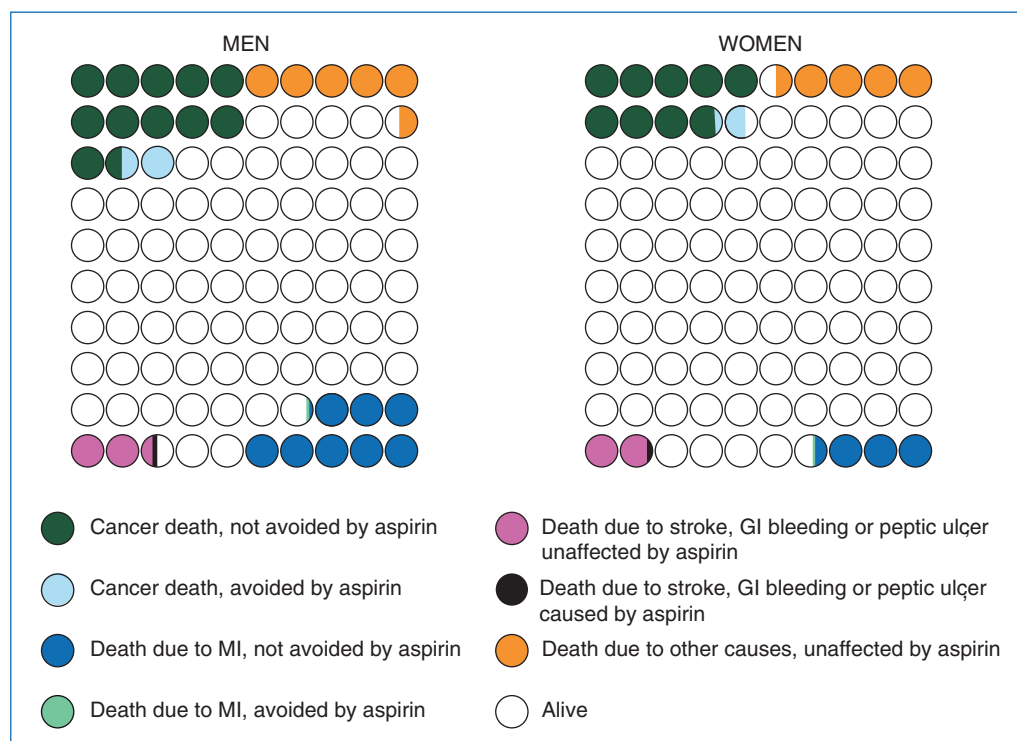 MEN
WOMEN
Cancer death, not avoided by aspirin
Cancer death, avoided by aspirin
Death due to MI, not avoided by aspirin
Death due to MI, avoided by aspirin
Death due to stroke, GI bleeding or peptic ulçer
unaffected by aspirin
Death due to stroke, GI bleeding or peptic ulçer
caused by aspirin
Death due to other causes, unaffected by aspirin
Alive